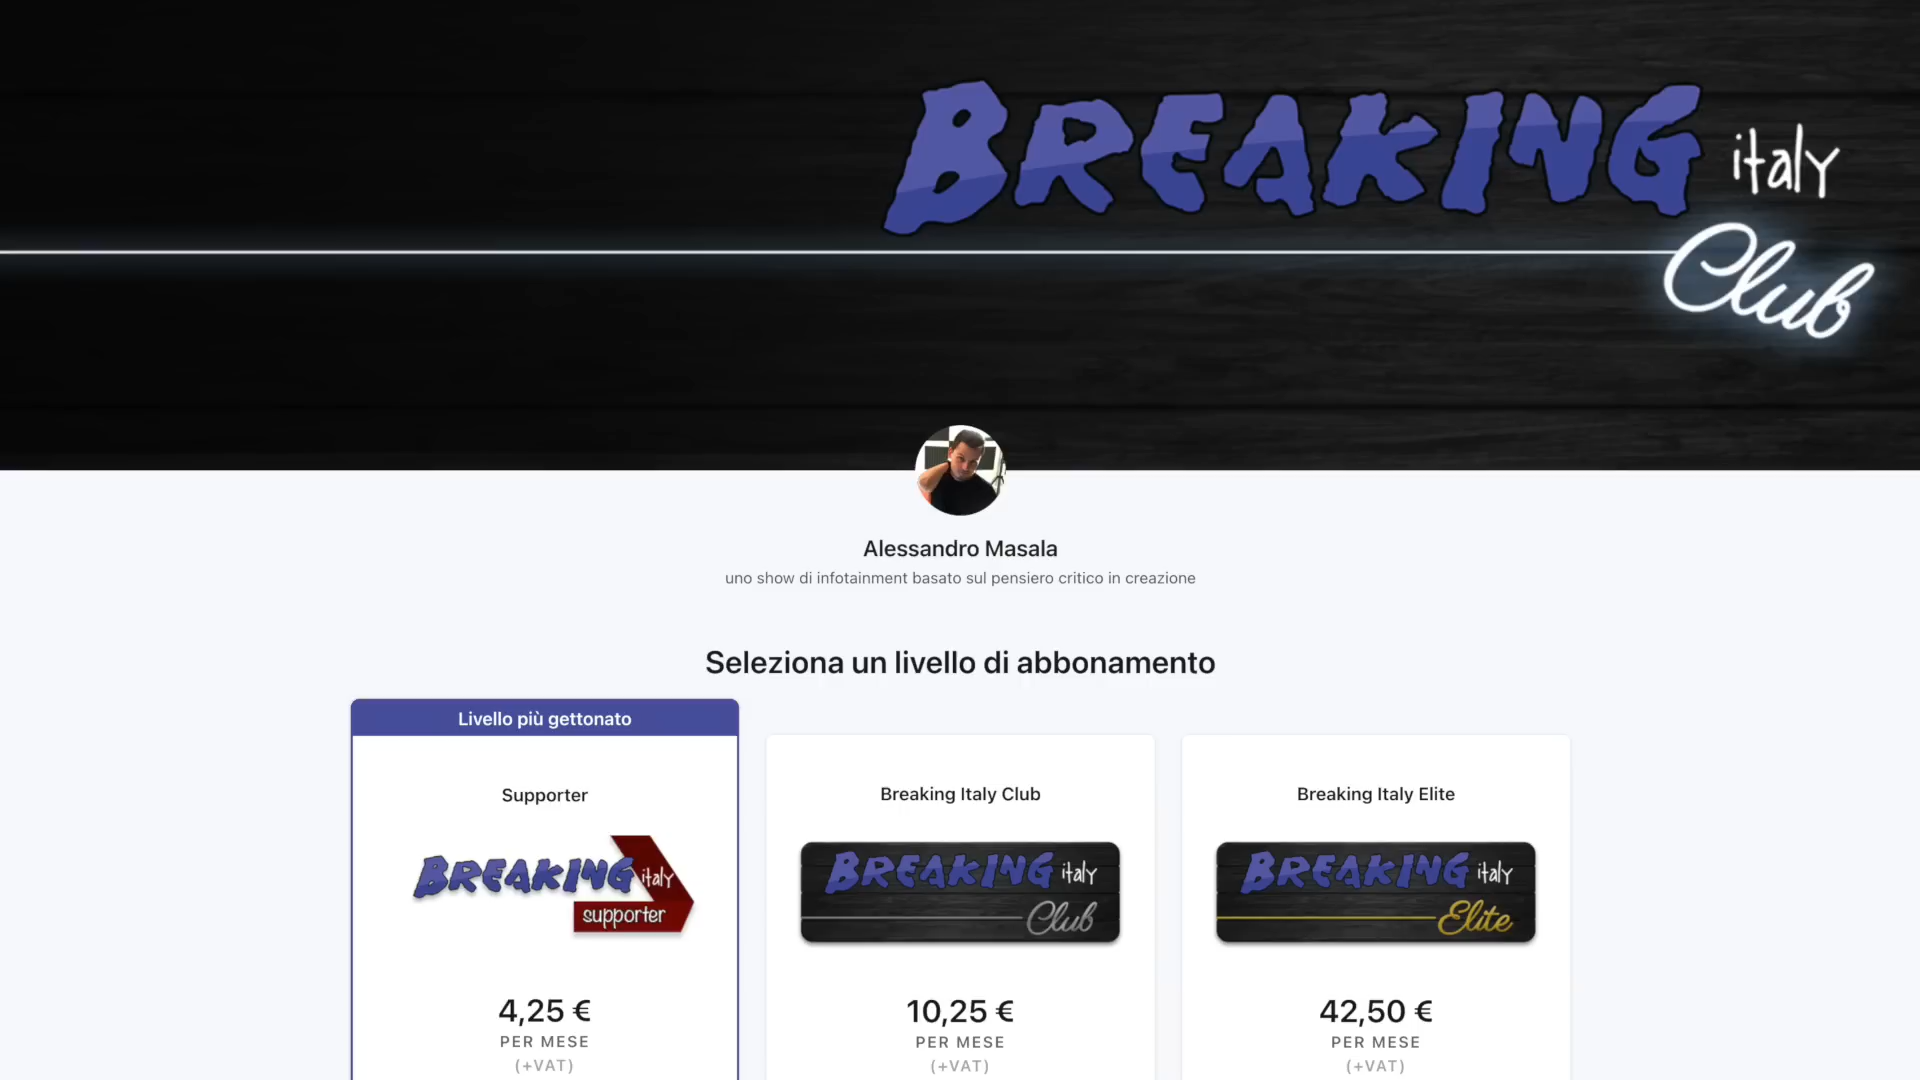 BREAKING italy
Club
Alessandro Masala
uno show di infotainment basato sul pensiero critico in creazione
Seleziona un livello di abbonamento
Livello più gettonato
Supporter
BREAKING italy
supporter
4,25 €
PER MESE
(+VAT)
Breaking Italy Club
BREAKING italy
Club
10,25 €
PER MESE
(+VAT)
Breaking Italy Elite
BREAKING italy
Elite
42,50 €
PER MESE
(+VAT)